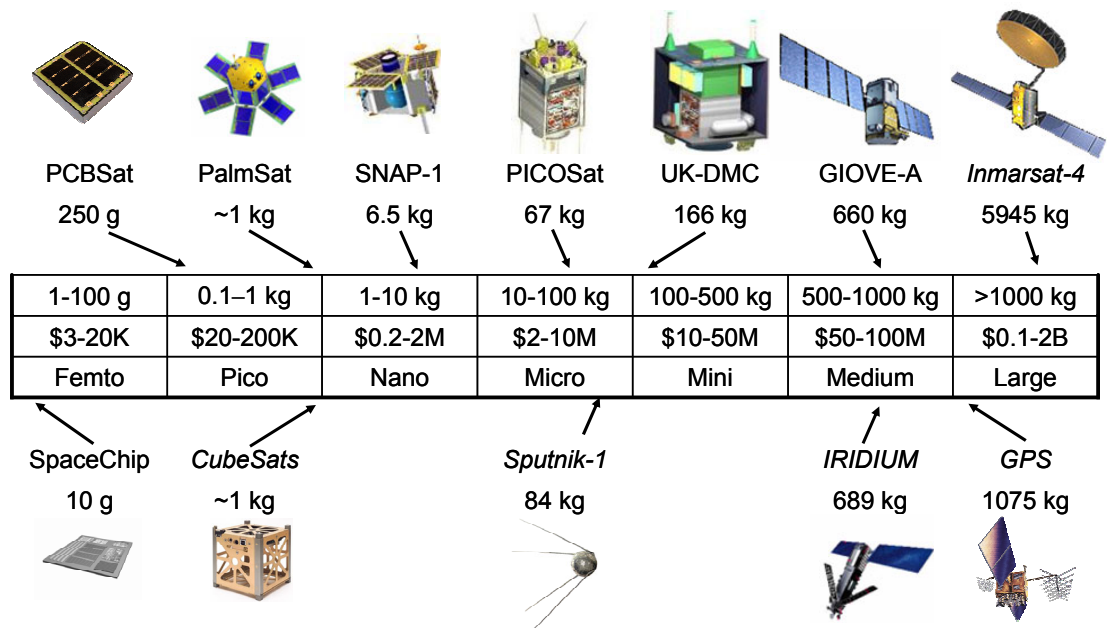 PCBSat PalmSat SNAP-1 PICOSat UK-DMC GIOVE-A Inmarsat-4
250 g ~1 kg 6.5 kg 67 kg 166 kg 660 kg 5945 kg
1-100 g 0.1–1 kg 1-10 kg 10-100 kg 100-500 kg 500-1000 kg >1000 kg
$3-20K $20-200K $0.2-2M $2-10M $10-50M $50-100M $0.1-2B
Femto Pico Nano Micro Mini Medium Large
SpaceChip CubeSats Sputnik-1 IRIDIUM GPS
10 g ~1 kg 84 kg 689 kg 1075 kg